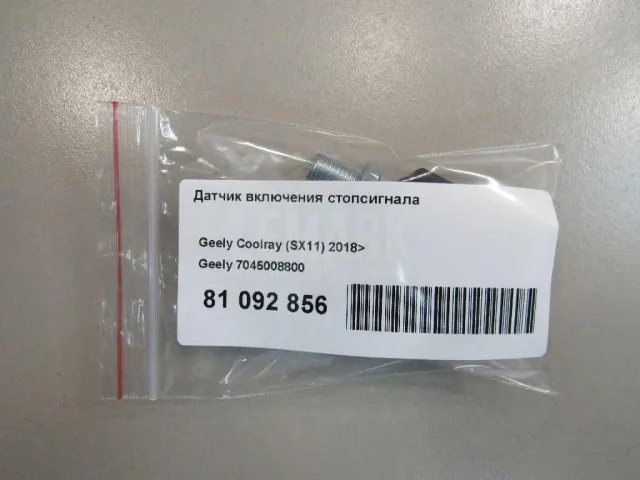 Датчик включения стопсигнала
Geely Coolray (SX11) 2018>
Geely 7045008800
81 092 856